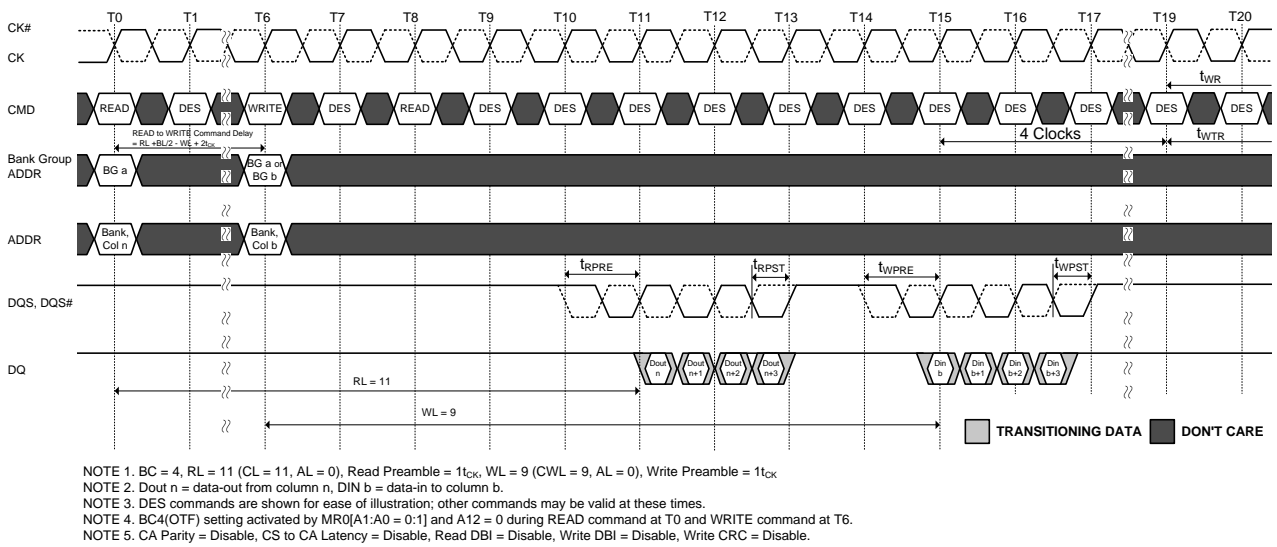 T0 T1 T6 T7 T8 T9 T10 T11 T12 T13 T14 T15 T16 T17 T19 T20
CK#
CK
tWR
CMD
READ DES WRITE DES READ DES DES DES DES DES DES DES DES DES DES DES
READ to WRITE Command Delay
= RL +BL/2 - WL + 2tCK
4 Clocks
tWTR
Bank Group
ADDR
BG a
BG a or
BG b
ADDR
Bank,
Col n
Bank,
Col b
tRPRE tRPST tWPRE tWPST
DQS, DQS#
DQ
Dout
n
Dout
n+1
Dout
n+2
Dout
n+3
Din
b
Din
b+1
Din
b+2
Din
b+3
RL = 11
WL = 9
TRANSITIONING DATA
DON'T CARE
NOTE 1. BC = 4, RL = 11 (CL = 11, AL = 0), Read Preamble = 1tCK, WL = 9 (CWL = 9, AL = 0), Write Preamble = 1tCK
NOTE 2. Dout n = data-out from column n, DIN b = data-in to column b.
NOTE 3. DES commands are shown for ease of illustration; other commands may be valid at these times.
NOTE 4. BC4(OTF) setting activated by MR0[A1:A0 = 0:1] and A12 = 0 during READ command at T0 and WRITE command at T6.
NOTE 5. CA Parity = Disable, CS to CA Latency = Disable, Read DBI = Disable, Write DBI = Disable, Write CRC = Disable.